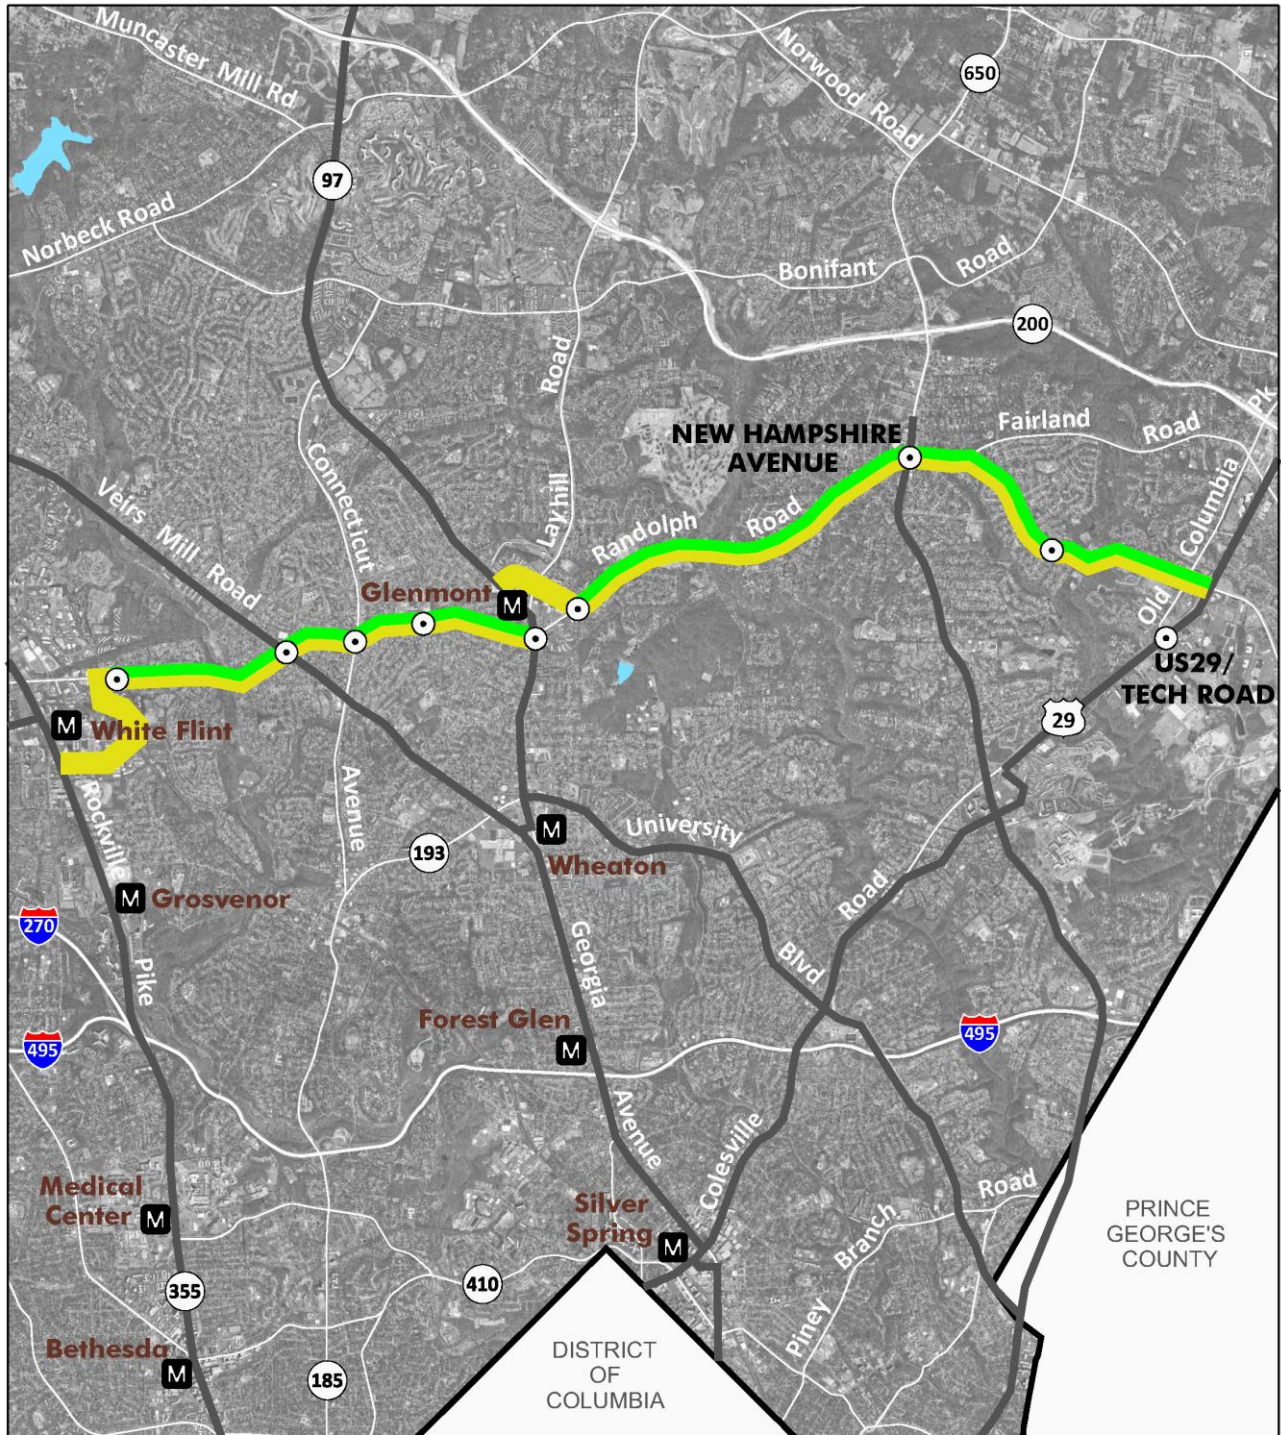 Muncaster Mill Rd
Norwood Road
650
97
Norbeck Road
Bonifant Road
200
Pk
NEW HAMPSHIRE
AVENUE
Fairland Road
Veirs Mill Road
Connecticut
Layhill Road
Randolph Road
Columbia
Old
Glenmont
M
US29/
TECH ROAD
M
White Flint
29
Rockville
Avenue
193
M
University
Wheaton
M
Grosvenor
Road
270
Georgia
Blvd
Pike
Forest Glen
M
495
495
Avenue
Colesville
Medical
Center
M
Silver
Spring
M
Branch
Road
PRINCE
GEORGE'S
COUNTY
355
410
Piney
Bethesda
M
185
DISTRICT
OF
COLUMBIA